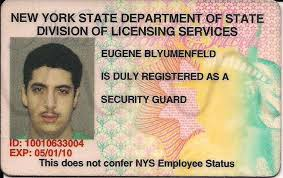 NEW YORK STATE DEPARTMENT OF STATE
DIVISION OF LICENSING SERVICES
EUGENE BLYUMENFELD
IS DULY REGISTERED AS A
SECURITY GUARD
ID: 10010633004
EXP: 05/01/10
This does not confer NYS Employee Status